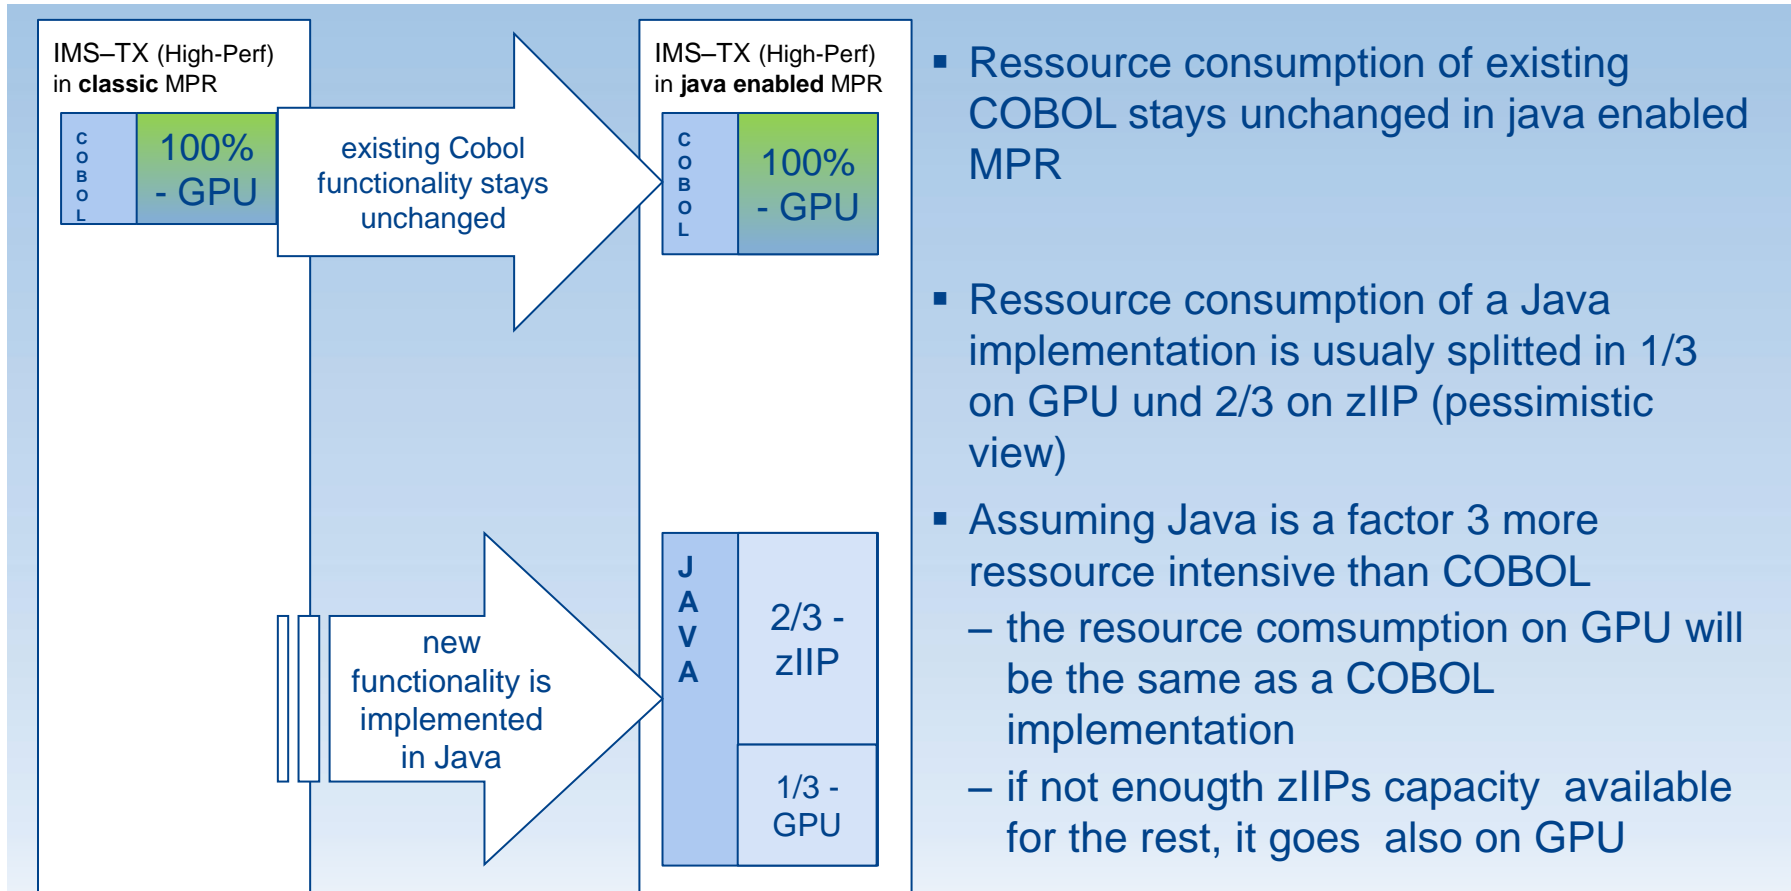 IMS–TX (High-Perf)
in classic MPR
C
O
B
O
L
100%
- GPU
existing Cobol
functionality stays
unchanged
IMS–TX (High-Perf)
in java enabled MPR
C
O
B
O
L
100%
- GPU
new
functionality is
implemented
in Java
J
A
V
A
2/3 -
zIIP
1/3 -
GPU
▪ Ressource consumption of existing
COBOL stays unchanged in java enabled
MPR
▪ Ressource consumption of a Java
implementation is usualy splitted in 1/3
on GPU und 2/3 on zIIP (pessimistic
view)
▪ Assuming Java is a factor 3 more
ressource intensive than COBOL
– the resource comsumption on GPU will
be the same as a COBOL
implementation
– if not enougth zIIPs capacity available
for the rest, it goes also on GPU